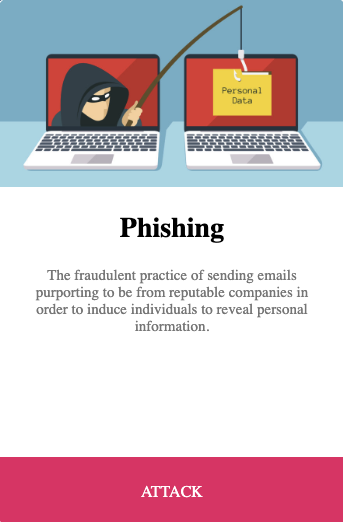 Personal
Data
Phishing
The fraudulent practice of sending emails
purporting to be from reputable companies in
order to induce individuals to reveal personal
information.
ATTACK